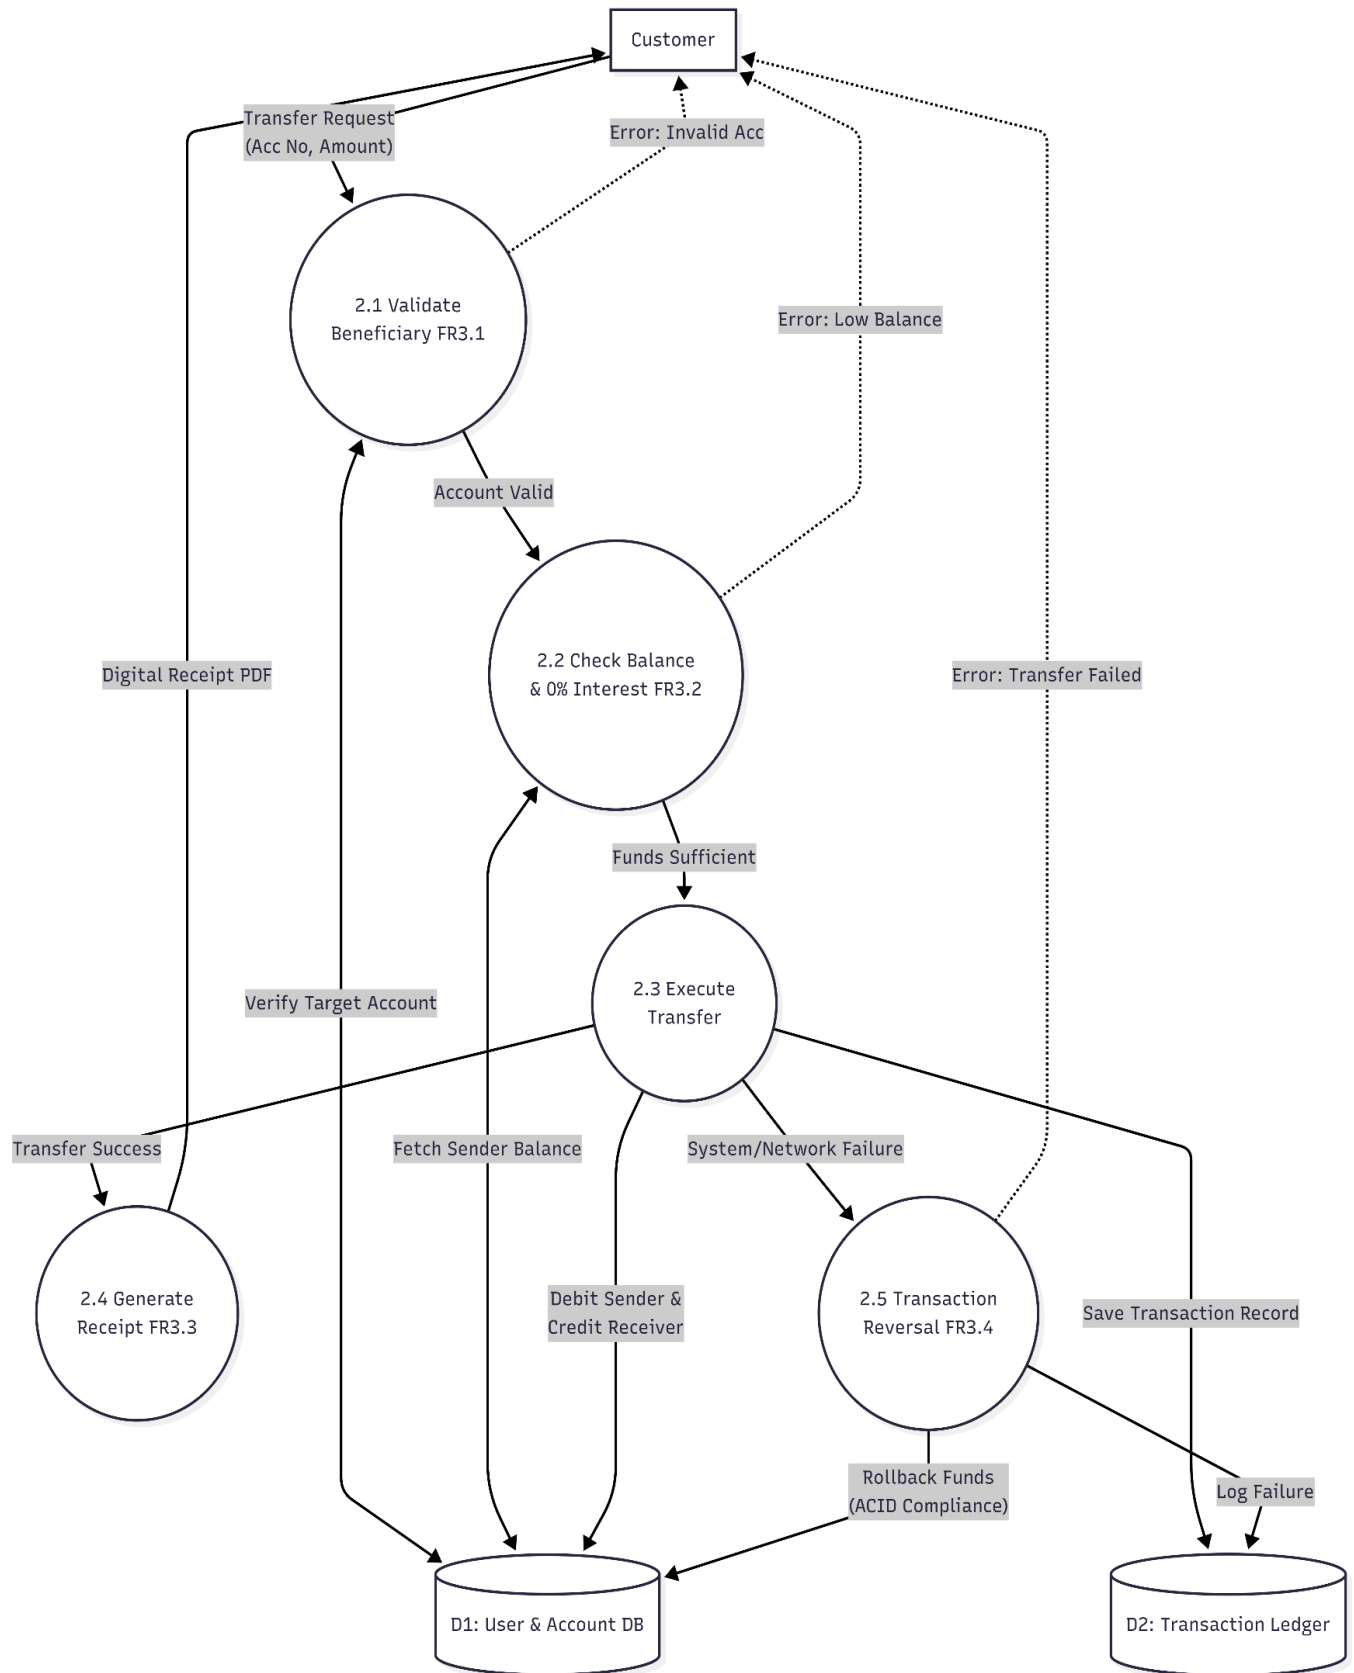 Customer
Transfer Request
(Acc No, Amount)
Error: Invalid Acc
2.1 Validate
Beneficiary FR3.1
Error: Low Balance
Account Valid
2.2 Check Balance
& 0% Interest FR3.2
Digital Receipt PDF
Error: Transfer Failed
Funds Sufficient
Verify Target Account
2.3 Execute
Transfer
Transfer Success
Fetch Sender Balance
System/Network Failure
2.4 Generate
Receipt FR3.3
Debit Sender &
Credit Receiver
2.5 Transaction
Reversal FR3.4
Save Transaction Record
Rollback Funds
(ACID Compliance)
Log Failure
D1: User & Account DB
D2: Transaction Ledger